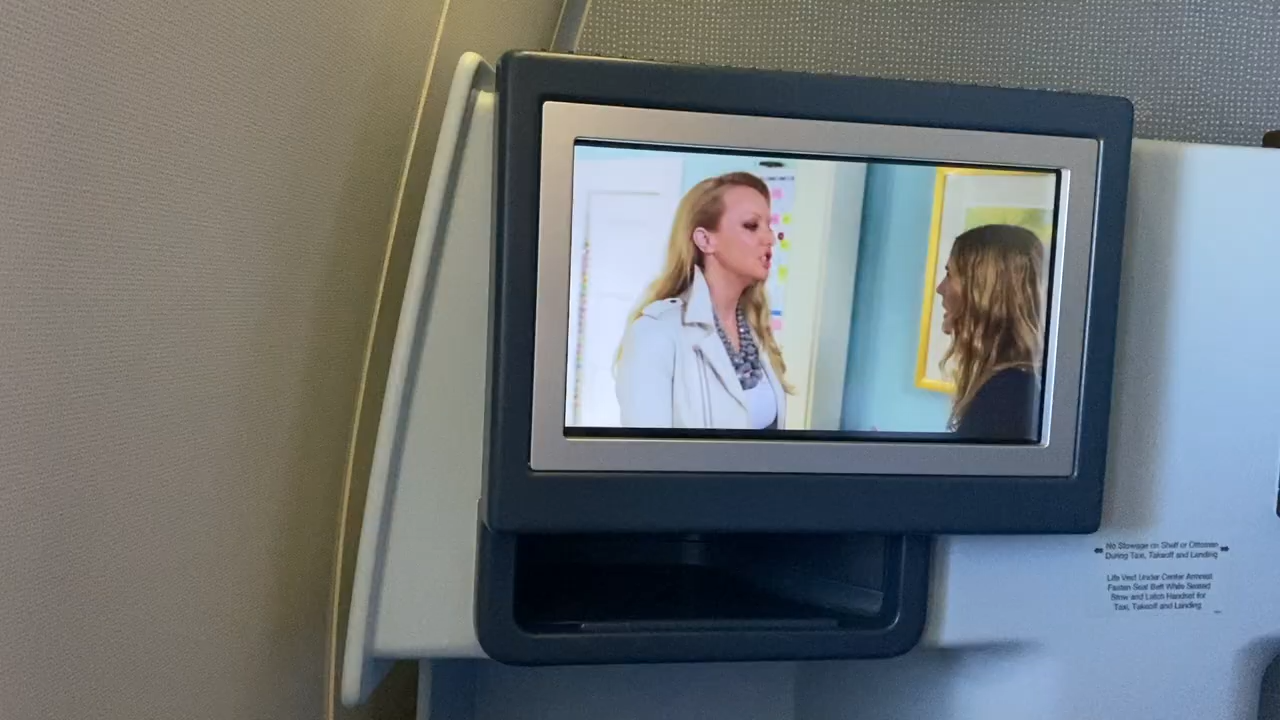 No Stowage on Shelf or Ottoman
During Taxi, Takeoff and Landing
Life Vest Under Center Armrest
Fasten Seat Belt While Seated
Stow and Latch Handset for
Taxi, Takeoff and Landing